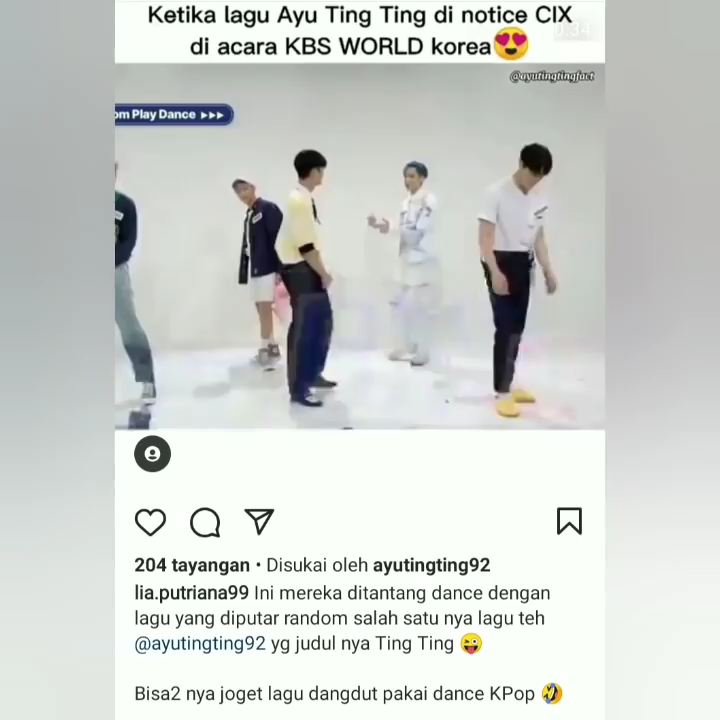 Ketika lagu Ayu Ting Ting di notice CIX
di acara KBS WORLD korea😍
0:34
@ayutingtingfact
om Play Dance ▸▸▸
204 tayangan • Disukai oleh ayutingting92
lia.putriana99 Ini mereka ditantang dance dengan
lagu yang diputar random salah satu nya lagu teh
@ayutingting92 yg judul nya Ting Ting 😜
Bisa2 nya joget lagu dangdut pakai dance KPop 🤣